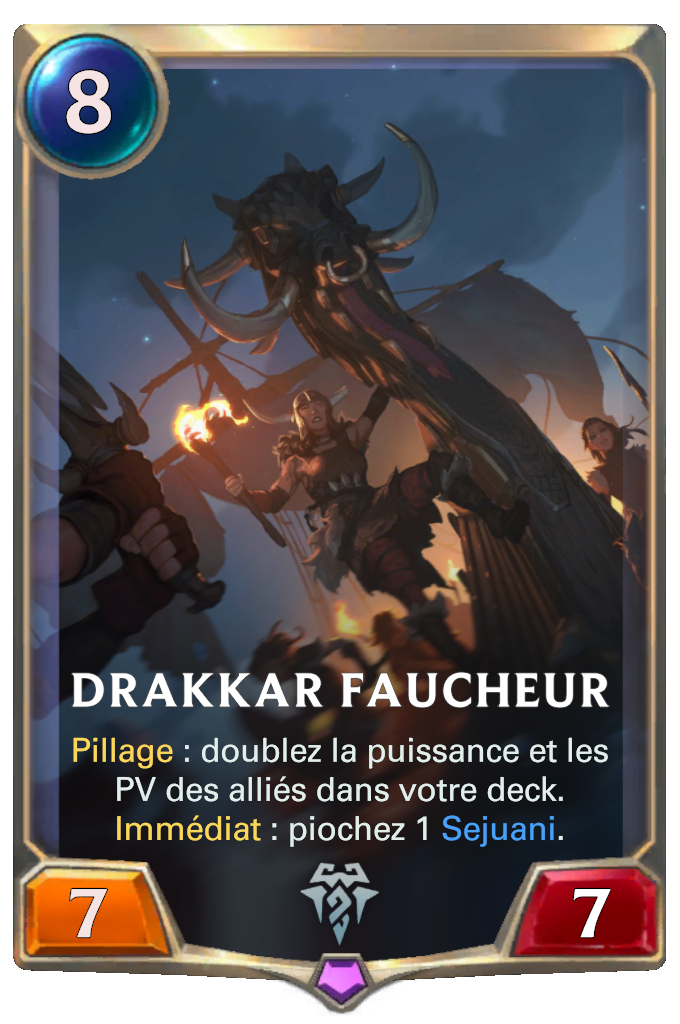 8
DRAKKAR FAUCHEUR
Pillage : doublez la puissance et les
PV des alliés dans votre deck.
Immédiat : piochez 1 Sejuani.
7 7